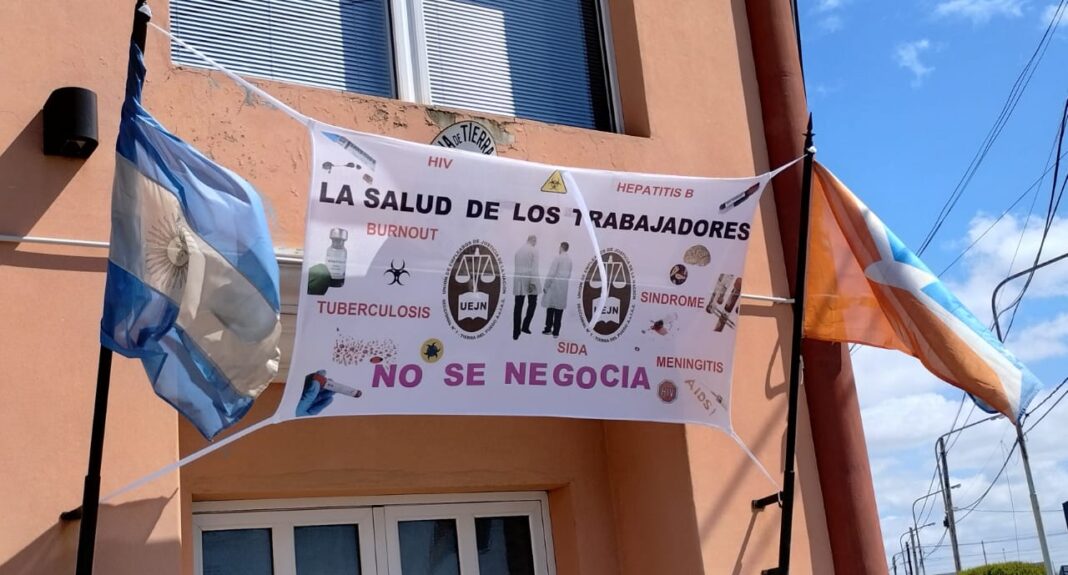 A DE TIERRA
HIV
HEPATITIS B
LA SALUD DE LOS TRABAJADORES
BURNOUT
UEJN
UEJN
TUBERCULOSIS
SINDROME
SIDA
MENINGITIS
NO SE NEGOCIA
HIV
AIDS!